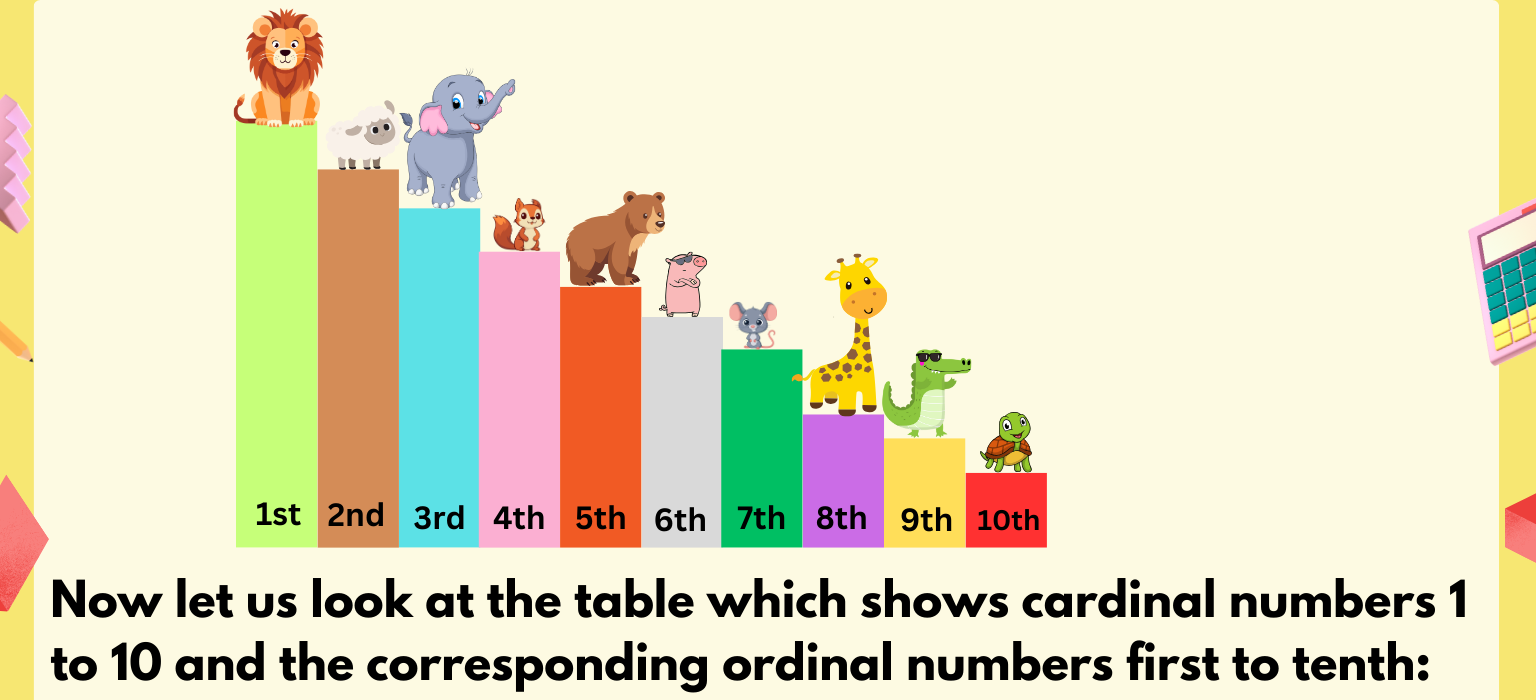 1st 2nd 3rd 4th 5th 6th 7th 8th 9th 10th
Now let us look at the table which shows cardinal numbers 1
to 10 and the corresponding ordinal numbers first to tenth: